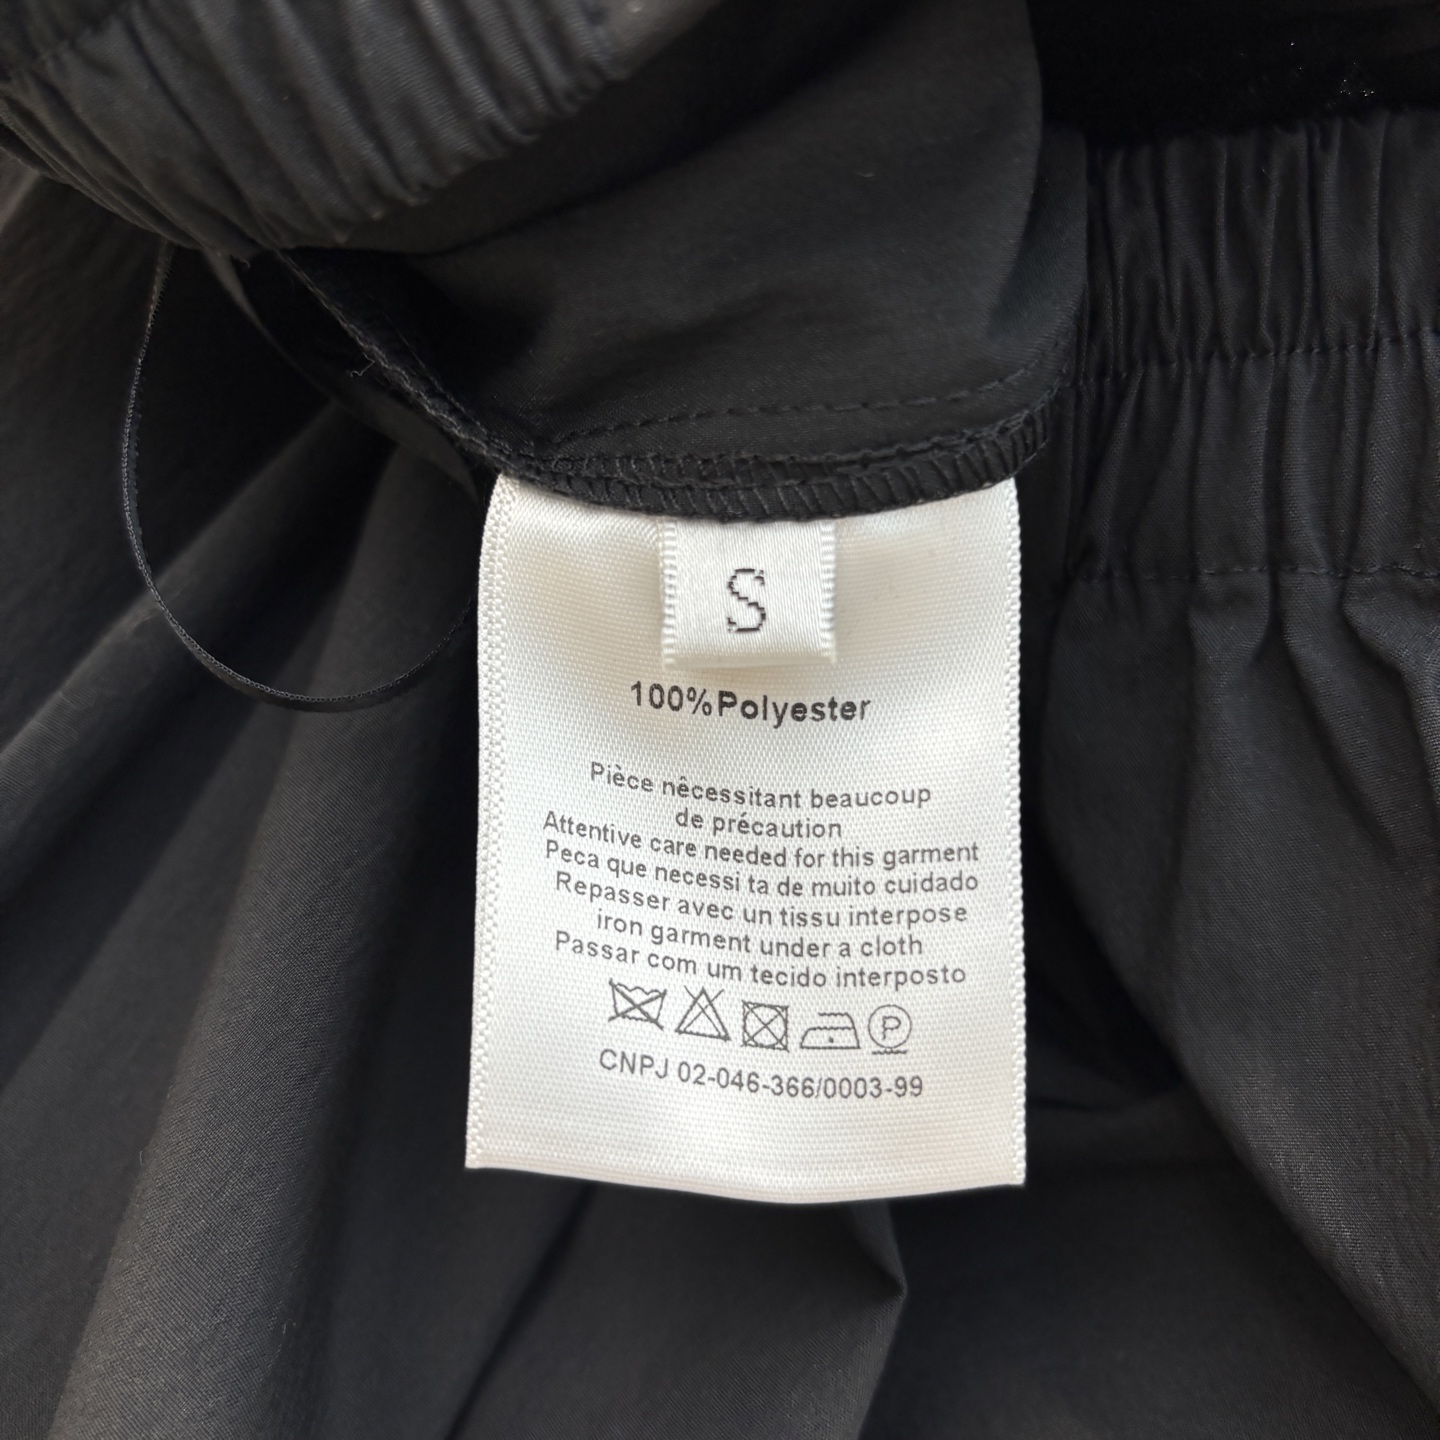 S
100%Polyester
Pièce nêcessitant beaucoup
de précaution
Attentive care needed for this garment
Peca que necessi ta de muito cuidado
Repasser avec un tissu interpose
iron garment under a cloth
Passar com um tecido interposto
P
CNPJ 02-046-366/0003-99